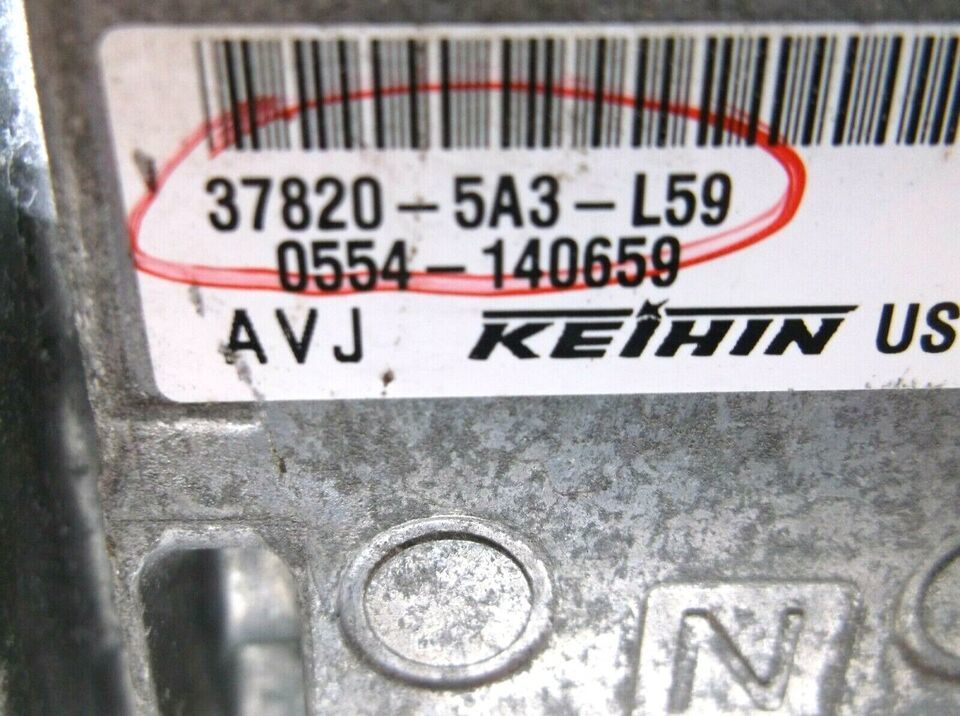 37820-5A3-L59
0554-140659
AVJ KEIHIN US
N